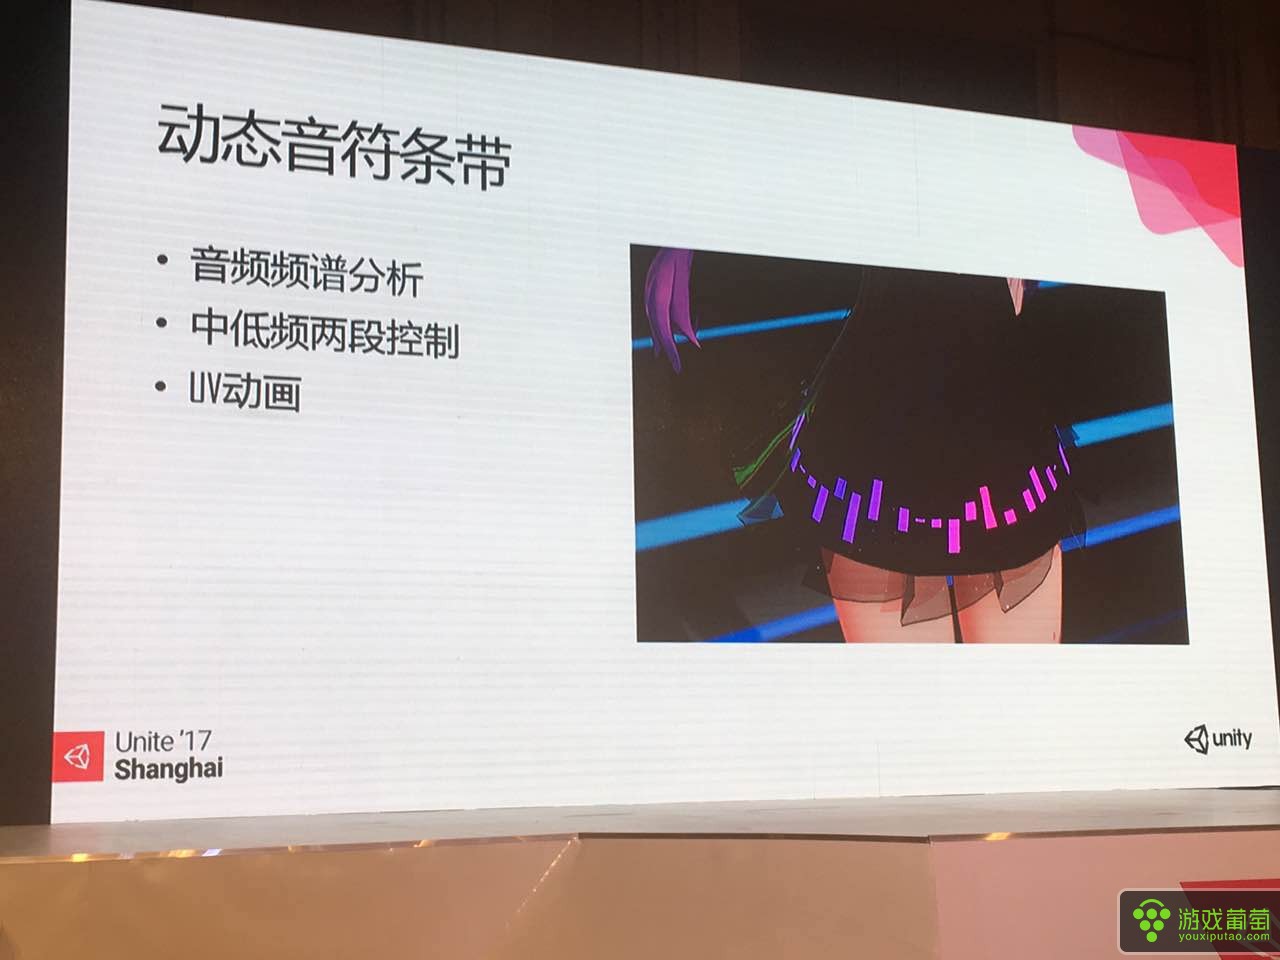 动态音符条带
• 音频频谱分析
• 中低频两段控制
• UV动画
Unite '17
Shanghai
unity
游戏葡萄
youxiputao.com